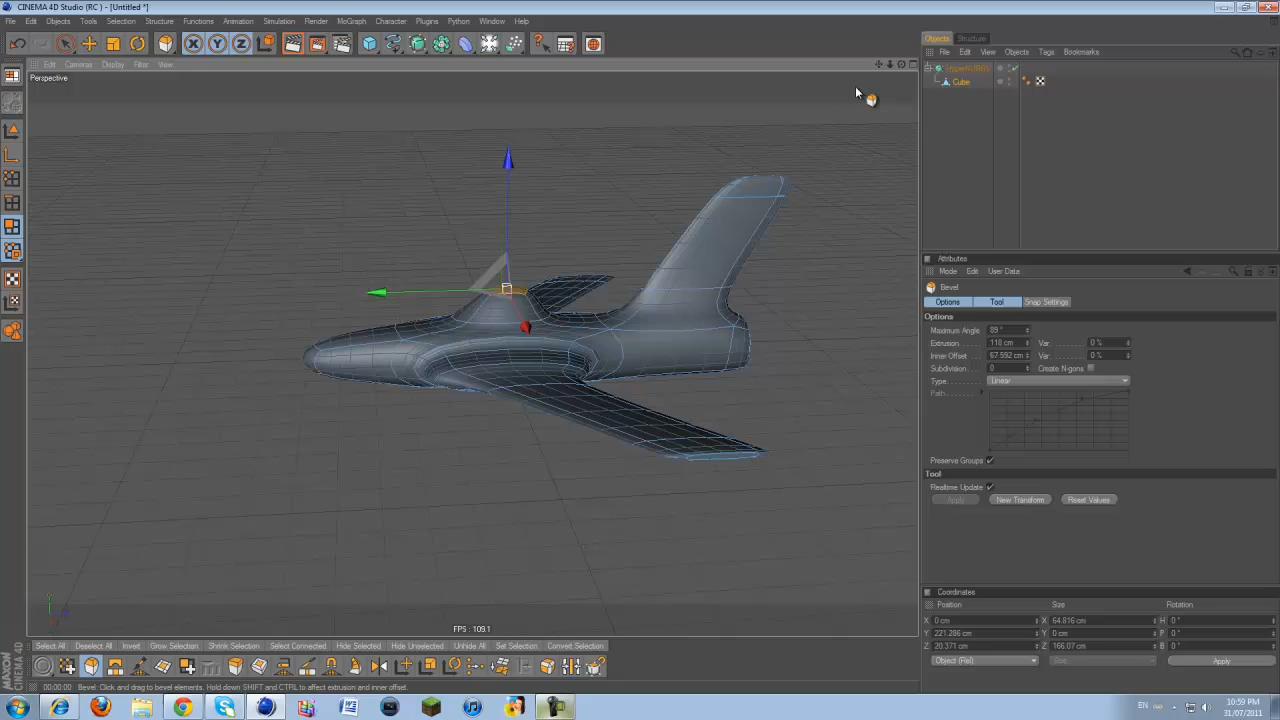 CINEMA 4D Studio (RC) - [Untitled *]
File Edit Objects Tools Selection Structure Functions Animation Simulation Render MoGraph Character Plugins Python Window Help
Edit Cameras Display Filter View
Perspective
FPS : 109.1
Select All Deselect All Invert Grow Selection Shrink Selection Select Connected Hide Selected Hide Unselected Unhide All Set Selection Convert Selection
MAXON CINEMA 4D
00:00:00 Bevel: Click and drag to bevel elements. Hold down SHIFT and CTRL to affect extrusion and inner offset.
Objects Structure
File Edit View Objects Tags Bookmarks
HyperNURBS
Cube
Attributes
Mode Edit User Data
Bevel
Options Tool Snap Settings
Options
Maximum Angle 89 °
Extrusion 118 cm Var. 0 %
Inner Offset 67.592 cm Var. 0 %
Subdivision 0 Create N-gons
Type: Linear
Path
Preserve Groups
Tool
Realtime Update
Apply New Transform Reset Values
Coordinates
Position Size Rotation
X 0 cm X 64.816 cm H 0 °
Y 221.286 cm Y 0 cm P 0 °
Z 20.371 cm Z 166.07 cm B 0 °
Object (Rel) Size Apply
EN 10:59 PM
31/07/2011